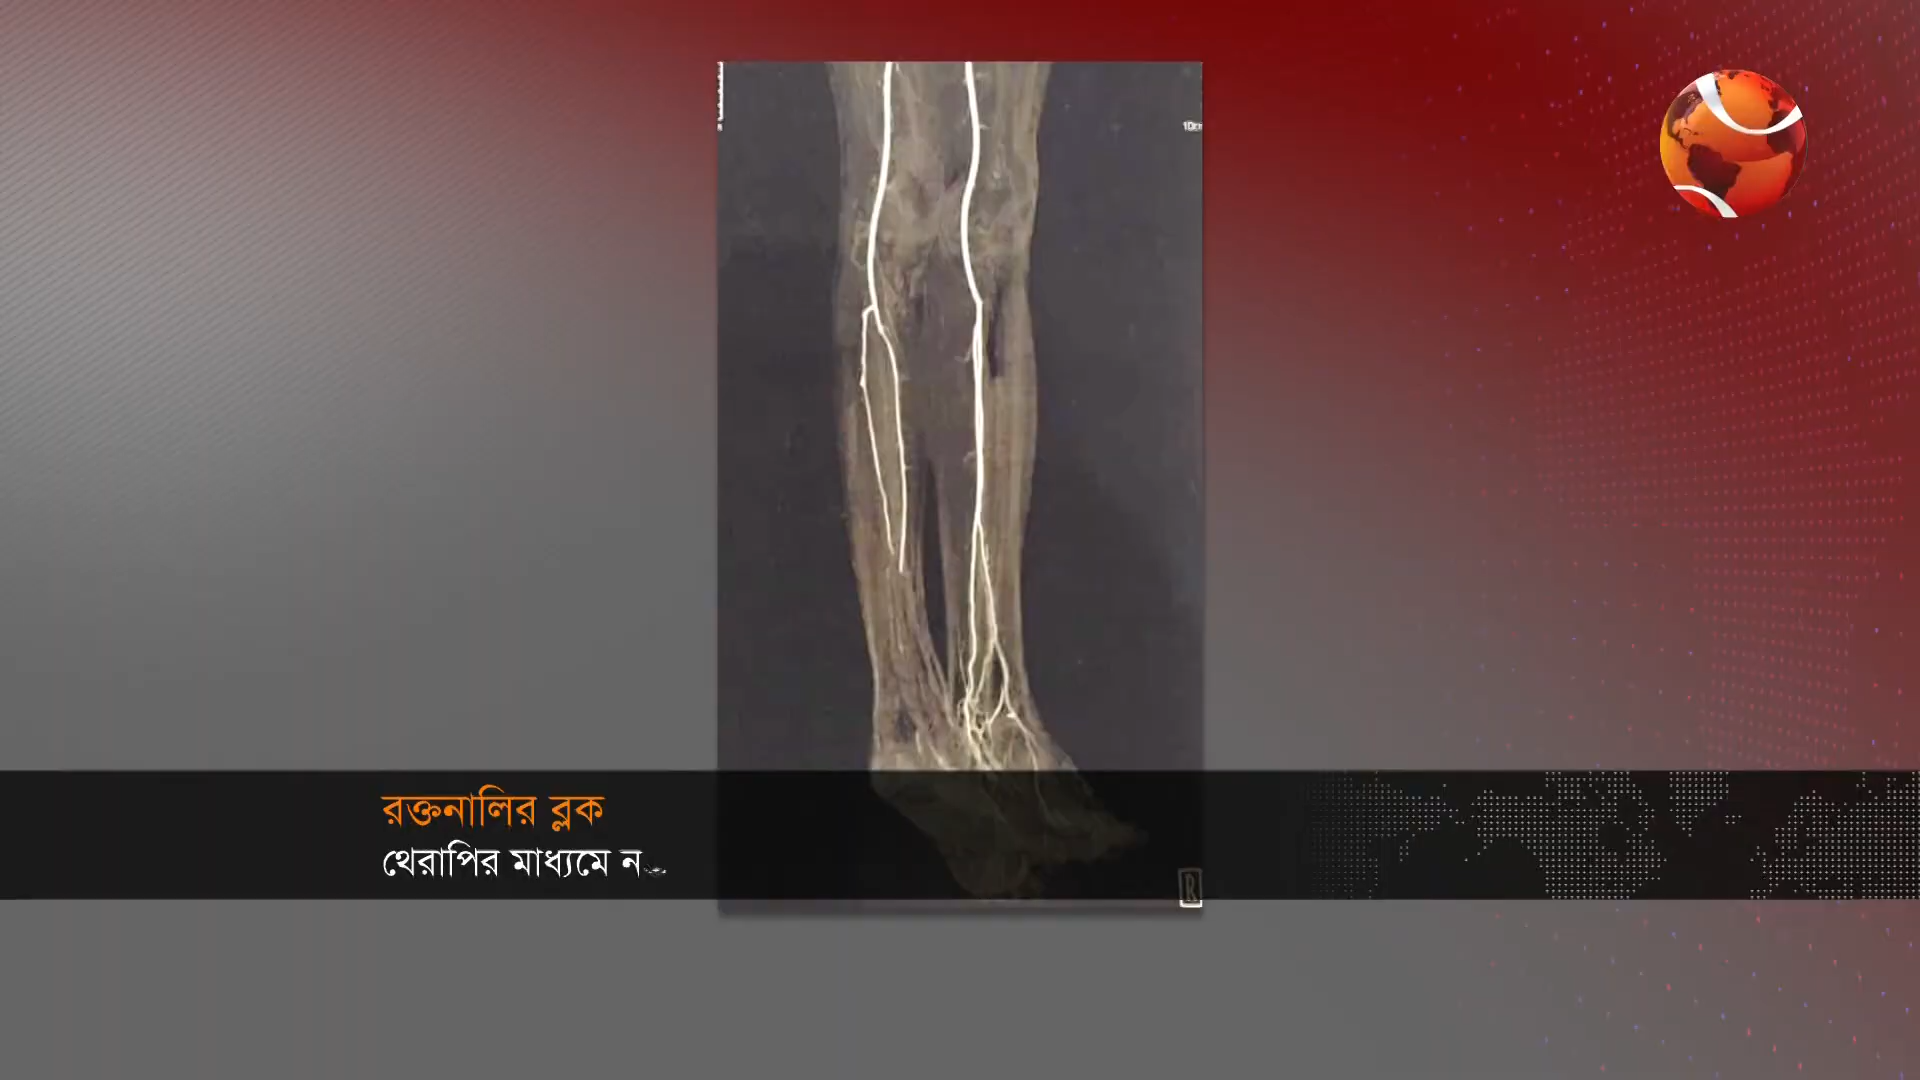 রক্তনালির ব্লক
থেরাপির মাধ্যমে
R